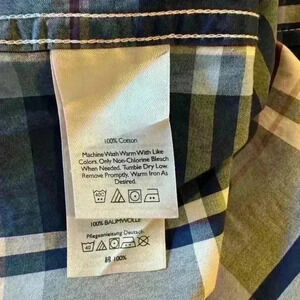 100% Cotton
Machine Wash Warm With Like
Colors. Only Non-Chlorine Bleach
When Needed. Tumble Dry Low.
Remove Promptly. Warm Iron As
Desired.
100% BAUMWOLLE
Pflegeanleitung Deutsch
棉 100%